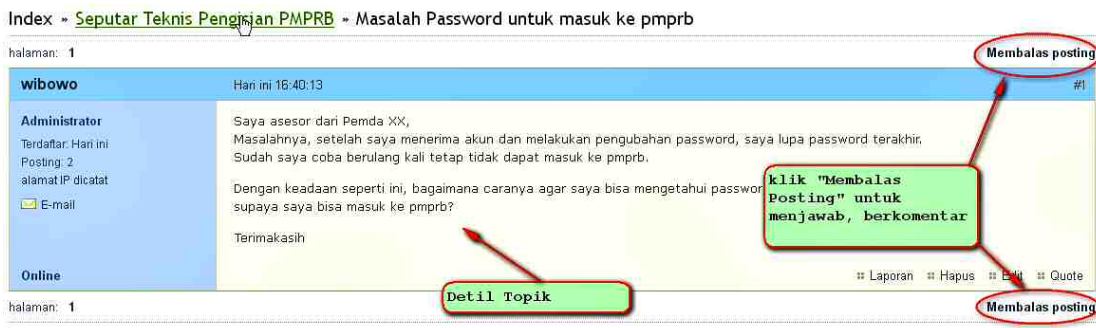 Index » Seputar Teknis Pengisian PMPRB » Masalah Password untuk masuk ke pmprb
halaman: 1
Membalas posting
wibowo
Hari ini 16:40:13
#1
Administrator
Terdaftar: Hari ini
Posting: 2
alamat IP dicatat
E-mail
Online
Saya asesor dari Pemda XX,
Masalahnya, setelah saya menerima akun dan melakukan pengubahan password, saya lupa password terakhir.
Sudah saya coba berulang kali tetap tidak dapat masuk ke pmprb.
Dengan keadaan seperti ini, bagaimana caranya agar saya bisa mengetahui
supaya saya bisa masuk ke pmprb?
Terimakasih
klik "Membalas
Posting" untuk
menjawab, berkomentar
Detil Topik
Laporan Hapus Edit Quote
halaman: 1
Membalas posting